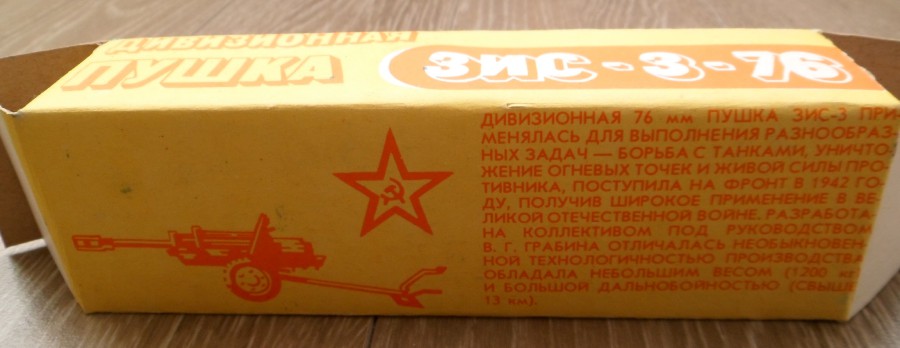 ДИВИЗИОННАЯ
ПУШКА
ЗИС-3-76
ДИВИЗИОННАЯ 76 мм ПУШКА ЗИС-3 ПРИ-
МЕНЯЛАСЬ ДЛЯ ВЫПОЛНЕНИЯ РАЗНООБРАЗ-
НЫХ ЗАДАЧ — БОРЬБА С ТАНКАМИ, УНИЧТО-
ЖЕНИЕ ОГНЕВЫХ ТОЧЕК И ЖИВОЙ СИЛЫ ПРО-
ТИВНИКА, ПОСТУПИЛА НА ФРОНТ В 1942 ГО-
ДУ, ПОЛУЧИВ ШИРОКОЕ ПРИМЕНЕНИЕ В ВЕ-
ЛИКОЙ ОТЕЧЕСТВЕННОЙ ВОЙНЕ. РАЗРАБОТА-
НА КОЛЛЕКТИВОМ ПОД РУКОВОДСТВОМ
В. Г. ГРАБИНА ОТЛИЧАЛАСЬ НЕОБЫКНОВЕН-
НОЙ ТЕХНОЛОГИЧНОСТЬЮ ПРОИЗВОДСТВА
ОБЛАДАЛА НЕБОЛЬШИМ ВЕСОМ (1200 кг
И БОЛЬШОЙ ДАЛЬНОБОЙНОСТЬЮ (СВЫШЕ
13 км).